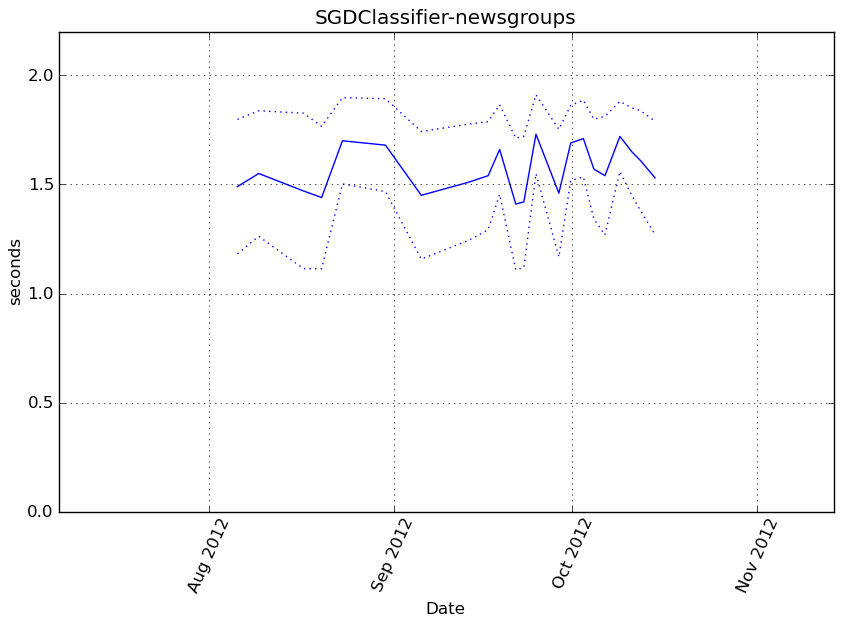 SGDClassifier-newsgroups
2.0
1.5
1.0
0.5
0.0
seconds
Aug 2012
Sep 2012
Oct 2012
Nov 2012
Date